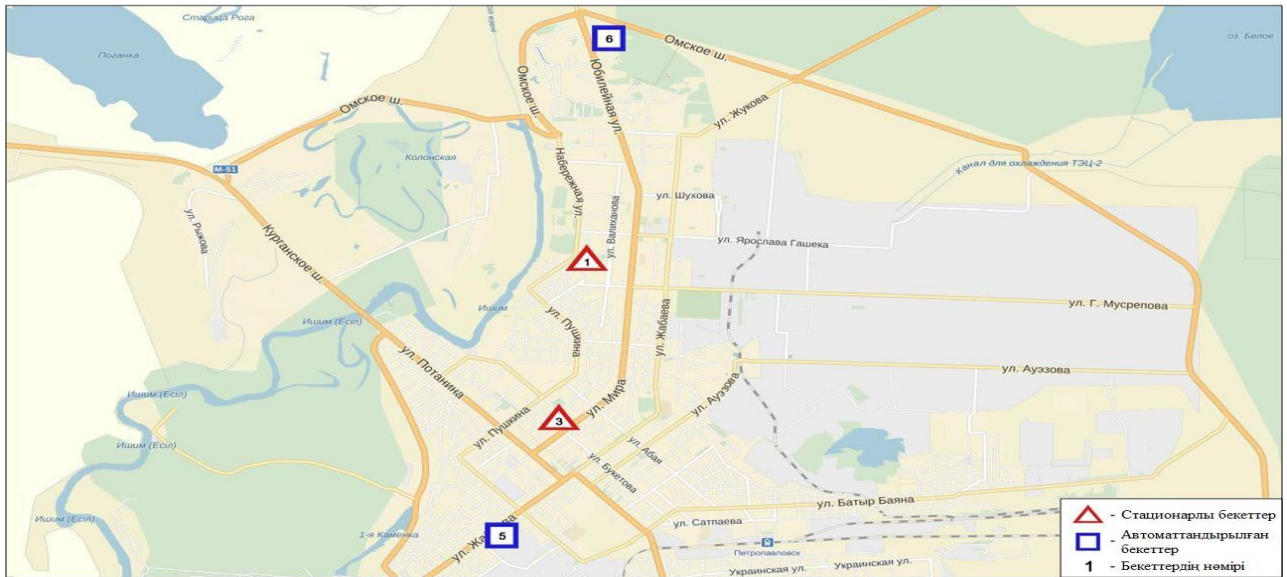 Старица Рога
Поганка
6
Омское ш.
оз. Белое
Юбилейная ул.
Омское ш.
Омское ш.
ул. Жукова
Колонская
Набережная ул.
Канал для охлаждения ТЭЦ-2
М-51
ул. Шухова
ул. Валиханова
ул. Рыжова
Курганское ш.
ул. Ярослава Гашека
1
Ишим
ул. Г. Мусрепова
Ишим (Есіл)
ул. Пушкина
ул. Жабаева
ул. Потанина
ул. Ауэзова
ул. Ауэзова
Ишим (Есіл)
ул. Мира
ул. Пушкина
3
ул. Абая
Ишим (Есіл)
ул. Букетова
ул. Батыр Баяна
Ишим (Есіл)
ул. Сатпаева
1-я Каменка
5
Петропавловск
Украинская ул.
Украинская ул.
- Стационарлы бекеттер
- Автоматтандырылған
бекеттер
1 - Бекеттердің нөмірі